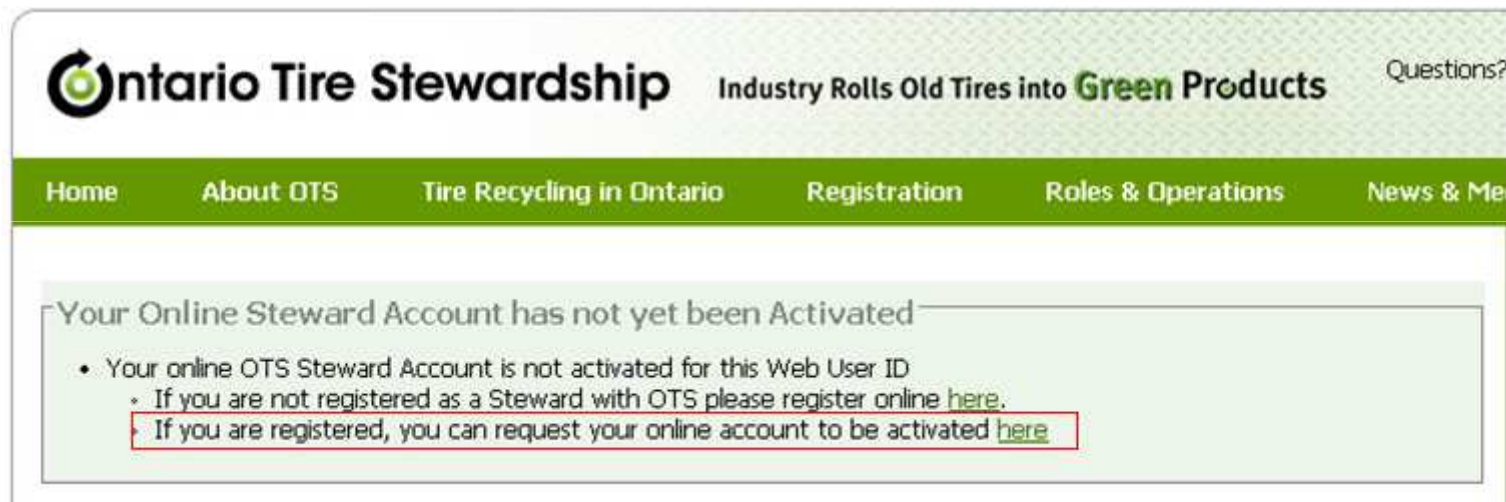 Ontario Tire Stewardship
Industry Rolls Old Tires into Green Products
Questions?
Home About OTS Tire Recycling in Ontario Registration Roles & Operations News & Me
Your Online Steward Account has not yet been Activated
• Your online OTS Steward Account is not activated for this Web User ID
◦ If you are not registered as a Steward with OTS please register online here.
◦ If you are registered, you can request your online account to be activated here